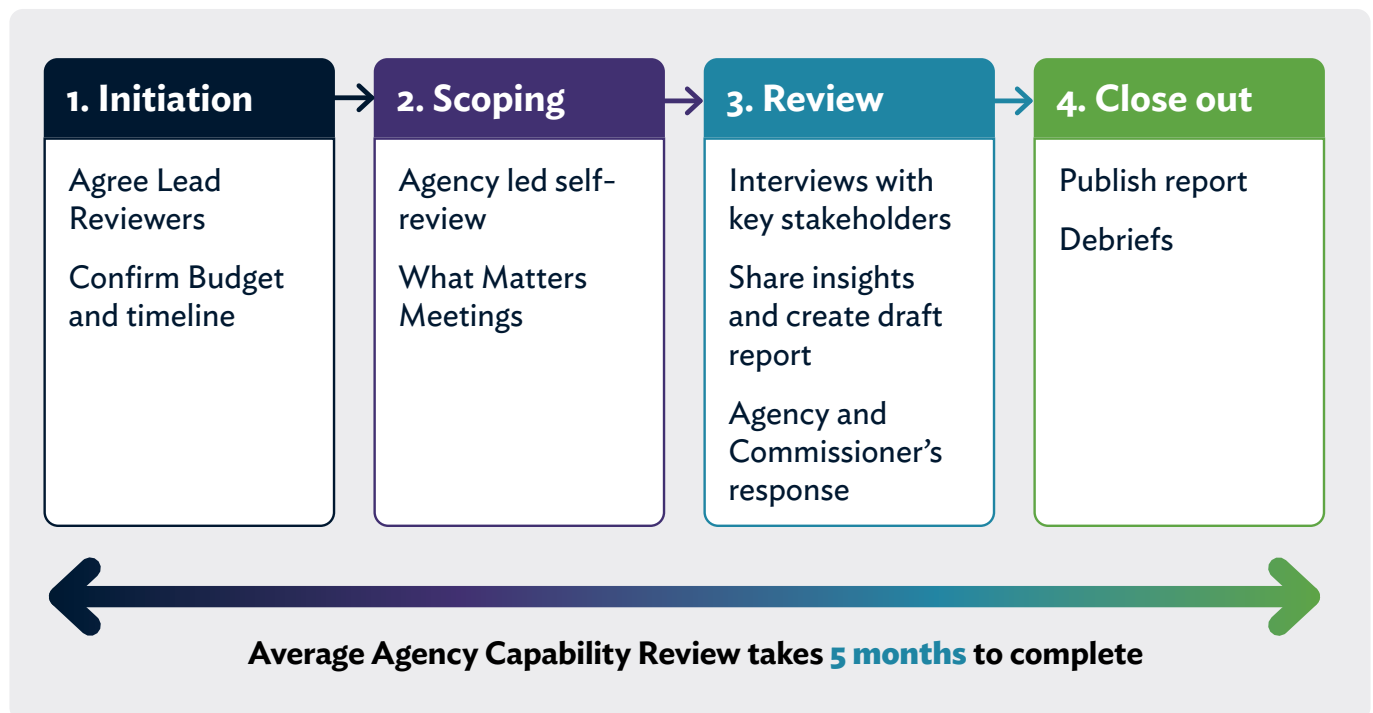 1. Initiation
Agree Lead
Reviewers
Confirm Budget
and timeline
2. Scoping
Agency led self-
review
What Matters
Meetings
3. Review
Interviews with
key stakeholders
Share insights
and create draft
report
Agency and
Commissioner’s
response
4. Close out
Publish report
Debriefs
Average Agency Capability Review takes 5 months to complete